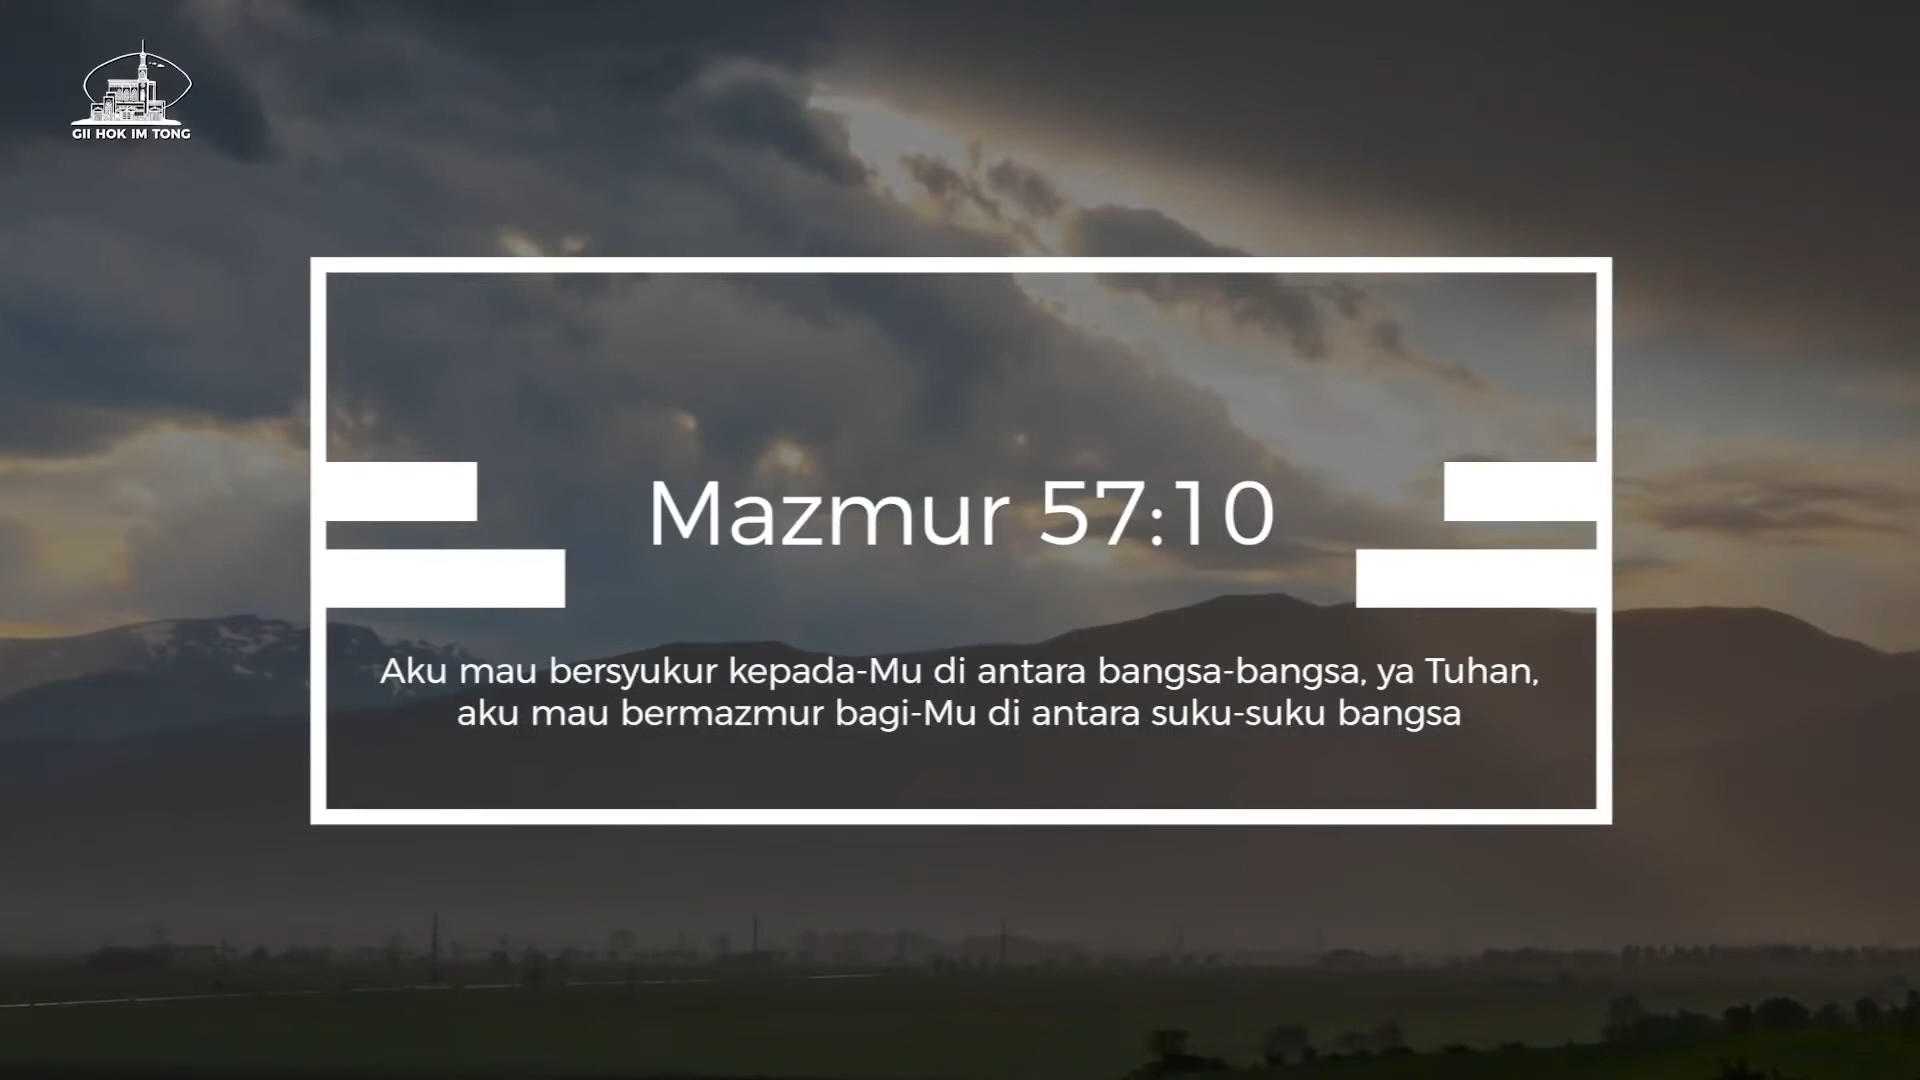 GII HOK IM TONG
Mazmur 57:10
Aku mau bersyukur kepada-Mu di antara bangsa-bangsa, ya Tuhan,
aku mau bermazmur bagi-Mu di antara suku-suku bangsa